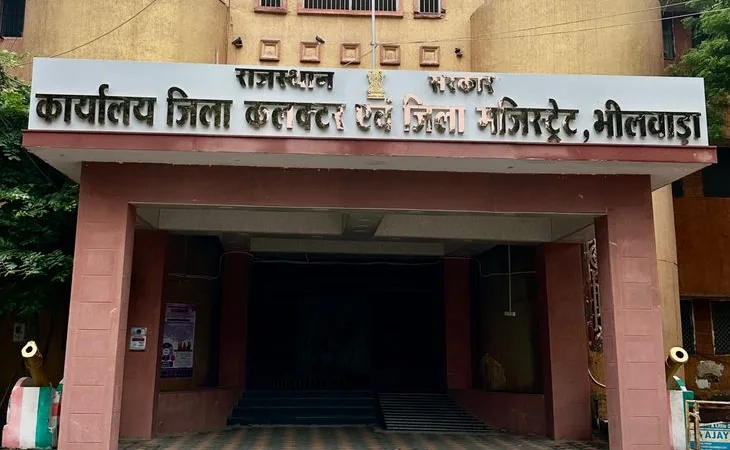 राजस्थान सरकार
कार्यालय जिला कलक्टर एवं जिला मजिस्ट्रेट, भीलवाड़ा